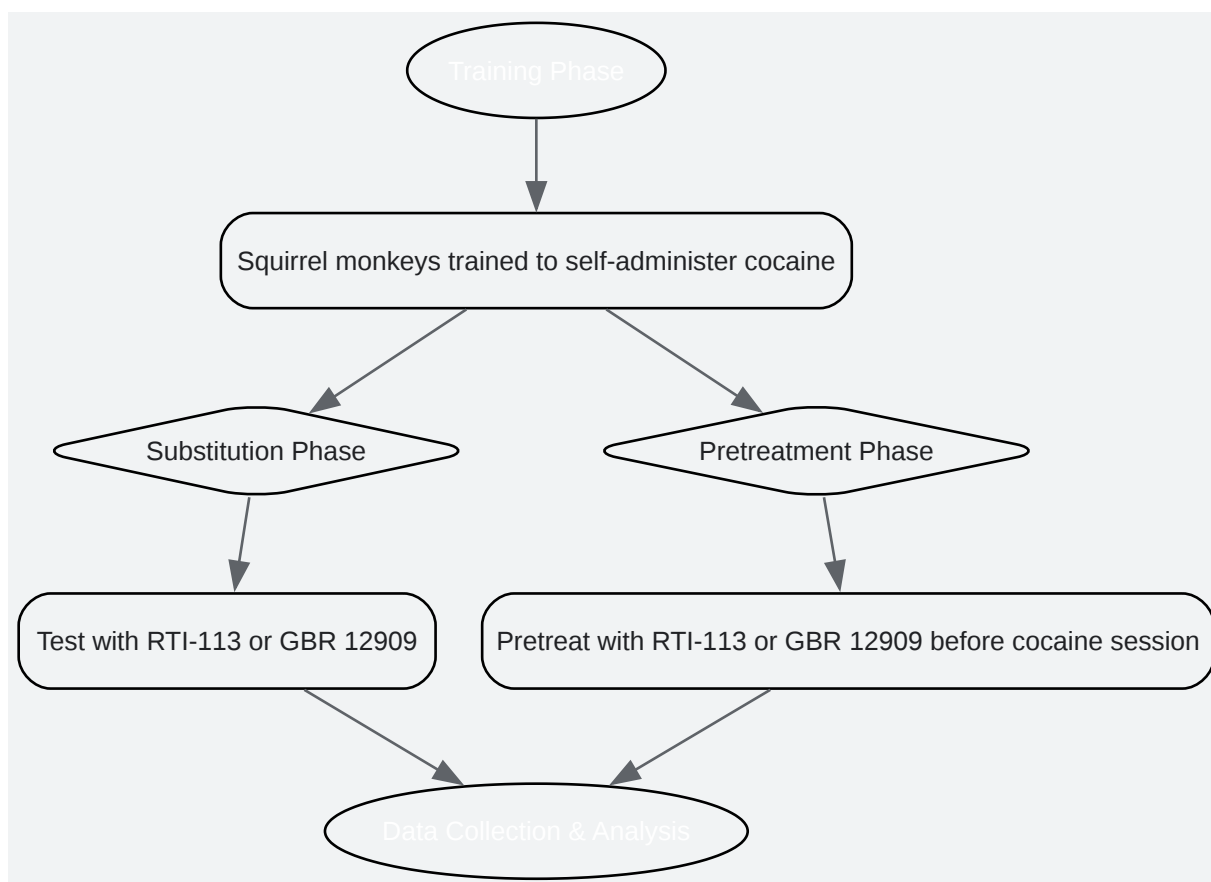 Training Phase
Squirrel monkeys trained to self-administer cocaine
Substitution Phase
Pretreatment Phase
Test with RTI-113 or GBR 12909
Pretreat with RTI-113 or GBR 12909 before cocaine session
Data Collection & Analysis